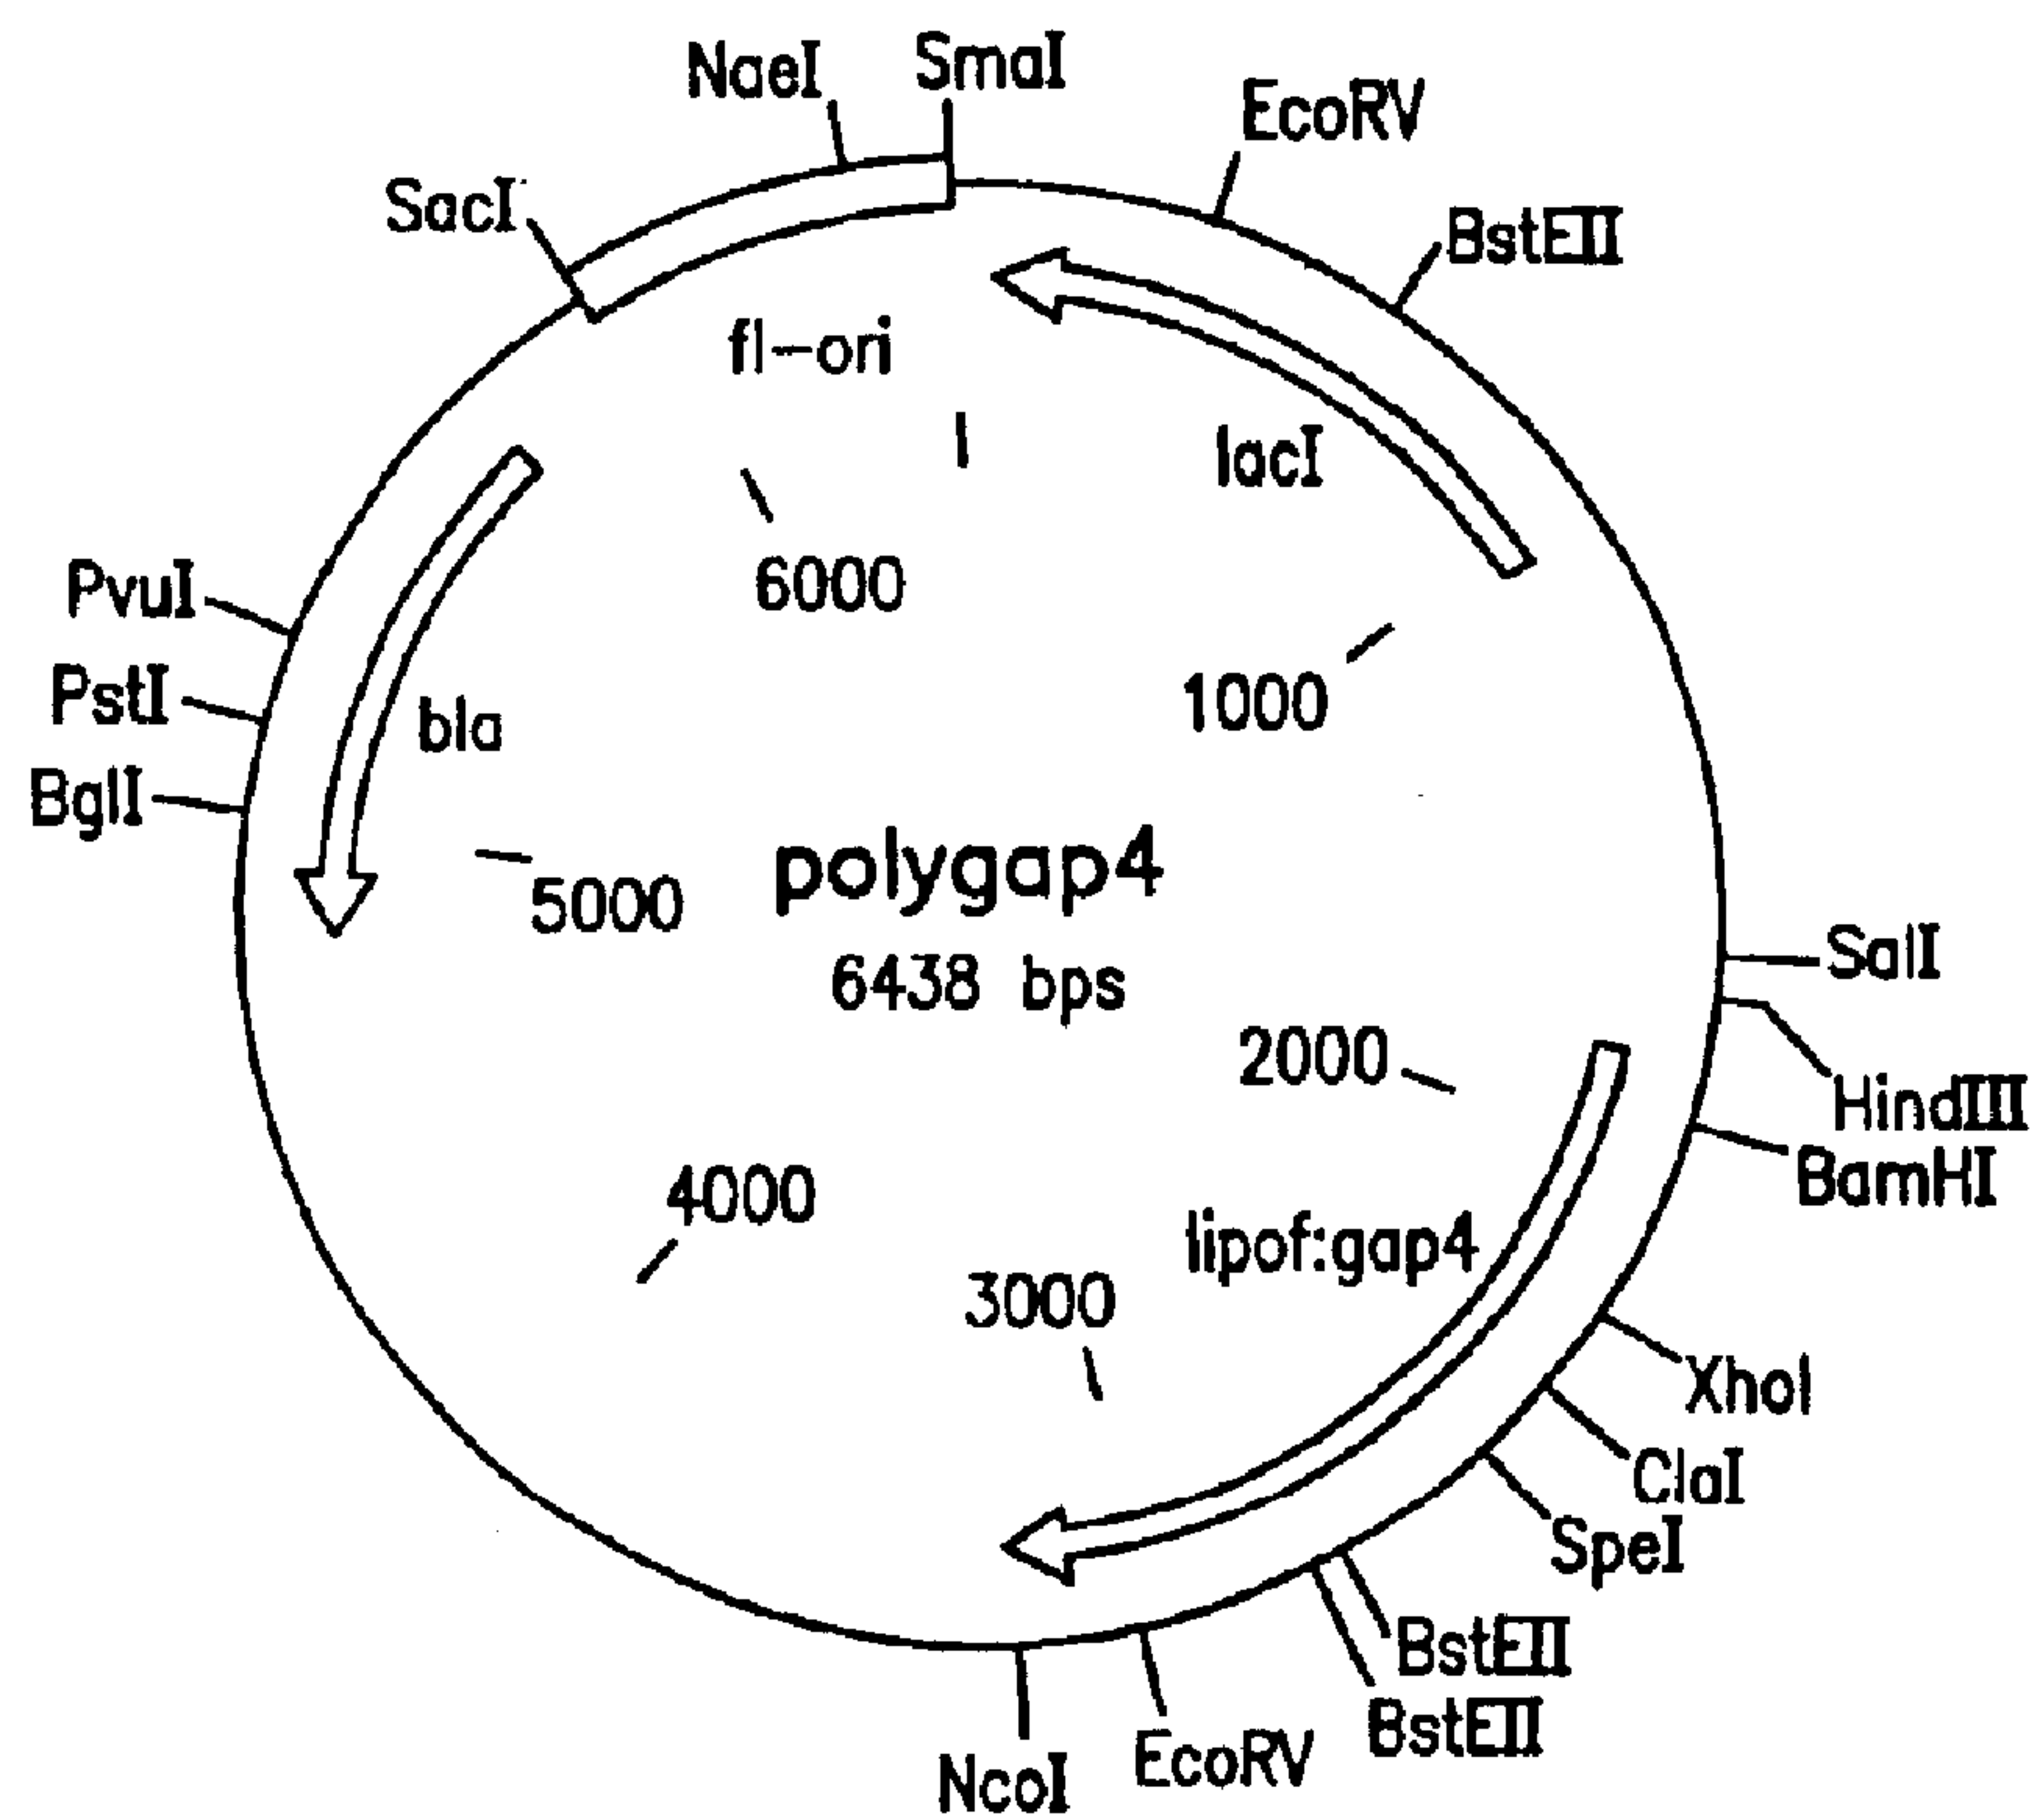 NaeI
SmaI
EcoRV
SacI
BstEII
fl-ori
lacI
PvuI
6000
PstI
1000
bla
BglI
polygap4
5000
SalI
6438 bps
2000
HindIII
BamHI
4000
lipof:gap4
3000
XhoI
ClaI
SpeI
BstEII
BstEII
EcoRV
NcoI